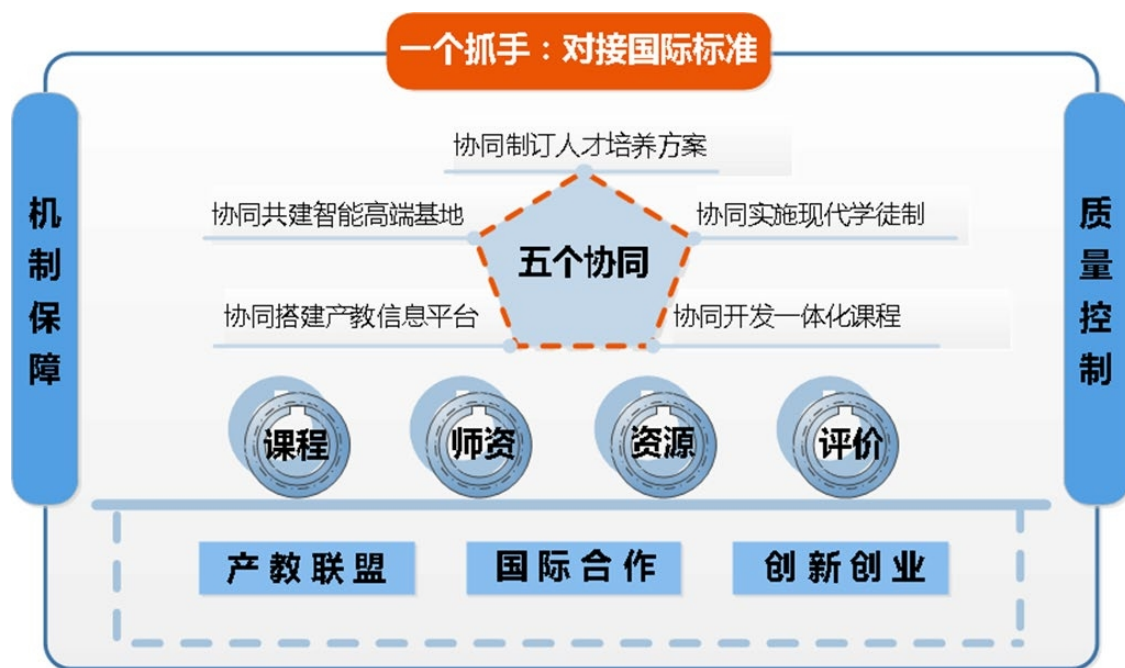 一个抓手：对接国际标准
机制保障
质量控制
协同制订人才培养方案
协同共建智能高端基地
协同实施现代学徒制
五个协同
协同搭建产教信息平台
协同开发一体化课程
课程
师资
资源
评价
产教联盟
国际合作
创新创业